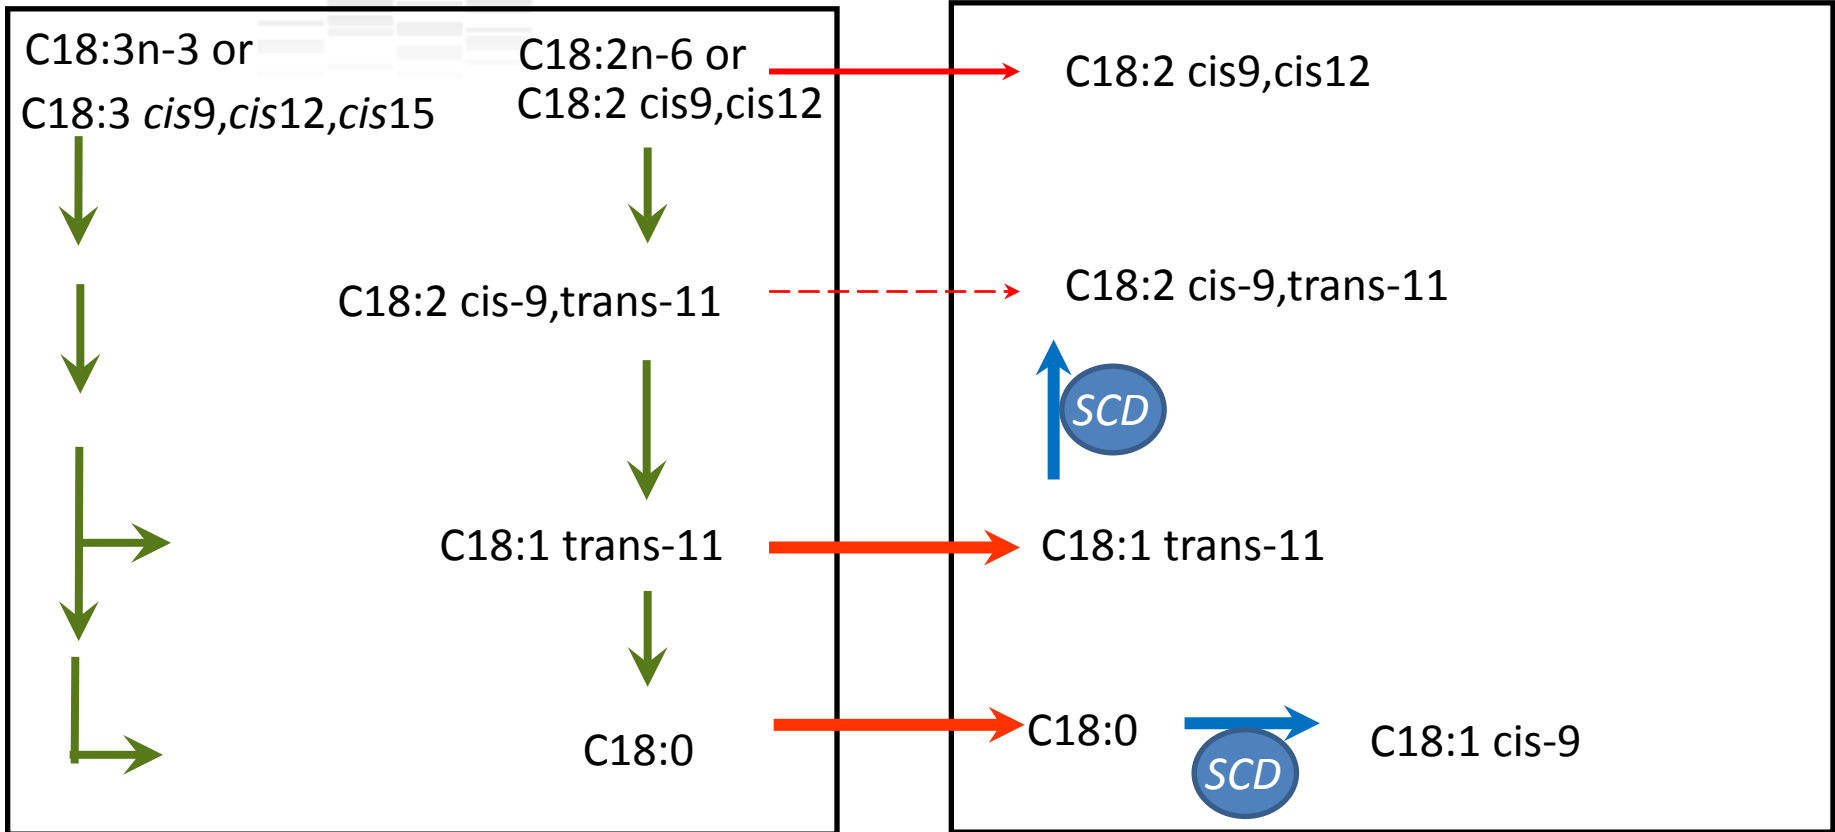 C18:3n-3 or
C18:3 cis9,cis12,cis15
C18:2n-6 or
C18:2 cis9,cis12
C18:2 cis9,cis12
C18:2 cis-9,trans-11
C18:2 cis-9,trans-11
SCD
C18:1 trans-11
C18:1 trans-11
C18:0
C18:0
SCD
C18:1 cis-9